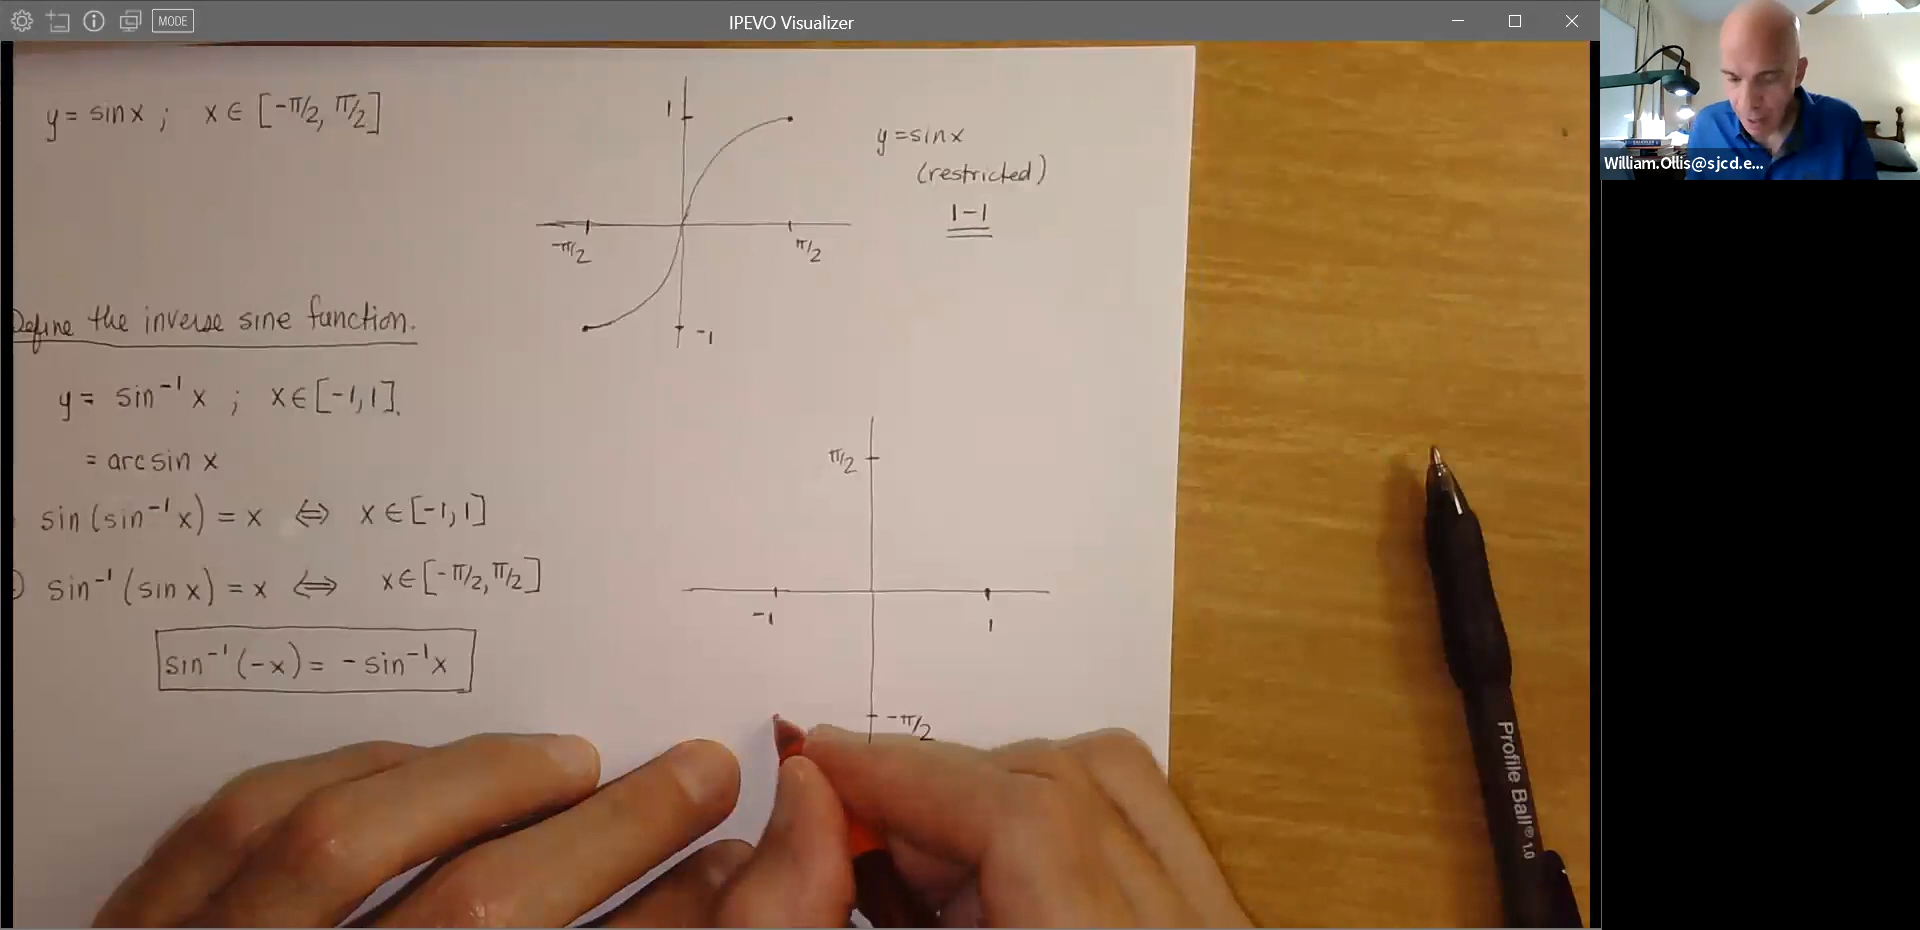 MODE
IPEVO Visualizer
William.Ollis@sjcd.e...
y = sin x ; x ∈ [-π/2, π/2]
1
-π/2
π/2
-1
y = sin x
(restricted)
1-1
Define the inverse sine function.
y = sin⁻¹ x ; x ∈ [-1, 1].
= arcsin x
sin (sin⁻¹ x) = x ⇔ x ∈ [-1, 1]
sin⁻¹ (sin x) = x ⇔ x ∈ [-π/2, π/2]
sin⁻¹ (-x) = - sin⁻¹ x
π/2
-1
1
-π/2
Profile Ball® 1.0